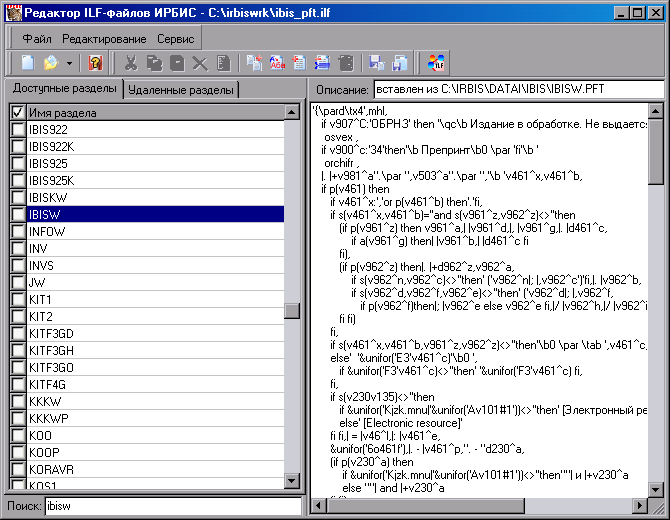 Редактор ILF-файлов ИРБИС - C:\irbiswrk\ibis_pft.ilf
Файл Редактирование Сервис
Доступные разделы Удаленные разделы
Имя раздела
IBIS922
IBIS922K
IBIS925
IBIS925K
IBISKW
IBISW
INFOW
INV
INVS
JW
KIT1
KIT2
KITF3GD
KITF3GH
KITF3GO
KITF4G
KKKW
KKKWP
KOO
KOOP
KORAVR
KOS1
Поиск: ibisw
Описание: вставлен из C:\IRBIS\DATAI\IBIS\IBISW.PFT
'{\pard\tx4',mhl,
if v907^C:'ОБРНЗ' then '\qc\b Издание в обработке. Не выдается
osvex ,
if v900^c:'34'then'\b Препринт\b0 \par 'fi'\b '
orchifr ,
|. |+v981^a".\par ",v503^a".\par ",'\b 'v461^x,v461^b,
if p(v461) then
if v461^x:','or p(v461^b) then'.'fi,
if s(v461^x,v461^b)=''and s(v961^z,v962^z)<>''then
(if p(v961^z) then v961^a,| |v961^d,|, |v961^g,|. |d461^c,
if a(v961^g) then| |v961^b,| |d461^c fi
fi),
(if p(v962^z) then|. |+d962^z,v962^a,
if s(v962^n,v962^c)<>'' then' ('v962^n|; |,v962^c')'fi,|. |v962^b,
if s(v962^d,v962^f,v962^e)<>''then' ('v962^d|; |,v962^f,
if p(v962^f)then|; |v962^e else v962^e fi,|/ |v962^h,|/ |v962^i
fi fi)
fi,
if s(v461^x,v461^b,v961^z,v962^z)<>''then'\b0 \par \tab ',v461^c,
else' '&unifor('E3'v461^c)'\b0 ',
if &unifor('F3'v461^c)<>''then' '&unifor('F3'v461^c) fi,
fi,
if s(v230v135)<>''then
if &unifor('Kjzk.mnu|'&unifor('Av101#1'))<>''then' [Электронный ре
else' [Electronic resource]'
fi fi,| = |v46^l,|: |v461^e,
&unifor('6o461f'),|. - |v461^p,". - "d230^a,
(if p(v230^a) then
if &unifor('Kjzk.mnu|'&unifor('Av101#1'))<>''then""| и |+v230^a
else ""| and |+v230^a